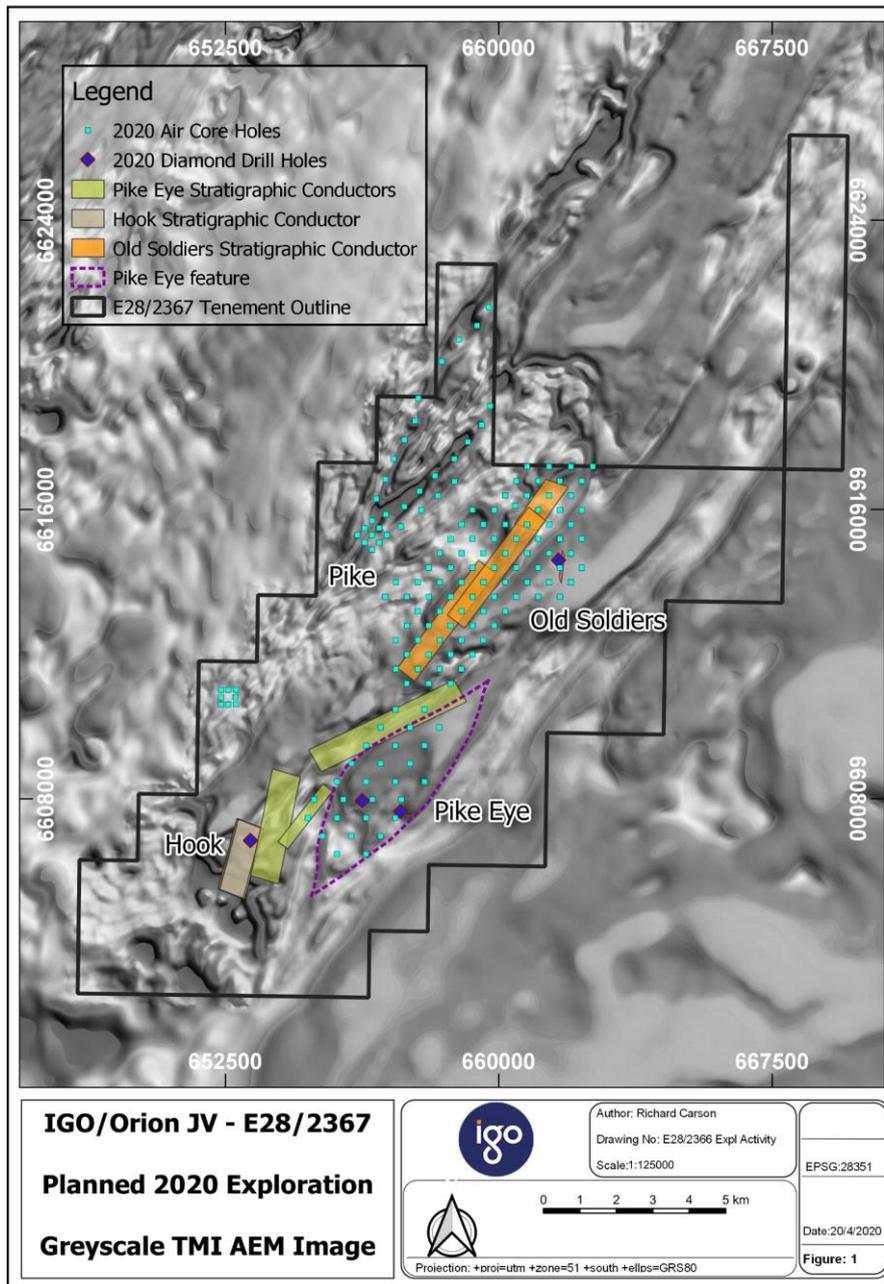 652500 660000 667500
Legend
2020 Air Core Holes
2020 Diamond Drill Holes
Pike Eye Stratigraphic Conductors
Hook Stratigraphic Conductor
Old Soldiers Stratigraphic Conductor
Pike Eye feature
E28/2367 Tenement Outline
6624000 6624000
6616000 6616000
Pike
Old Soldiers
6608000 6608000
Pike Eye
Hook
652500 660000 667500
IGO/Orion JV - E28/2367
Planned 2020 Exploration
Greyscale TMI AEM Image
igo
Author: Richard Carson
Drawing No: E28/2366 Expl Activity
Scale:1:125000
0 1 2 3 4 5 km
Projection: +proj=utm +zone=51 +south +ellps=GRS80
EPSG:28351
Date:20/4/2020
Figure: 1